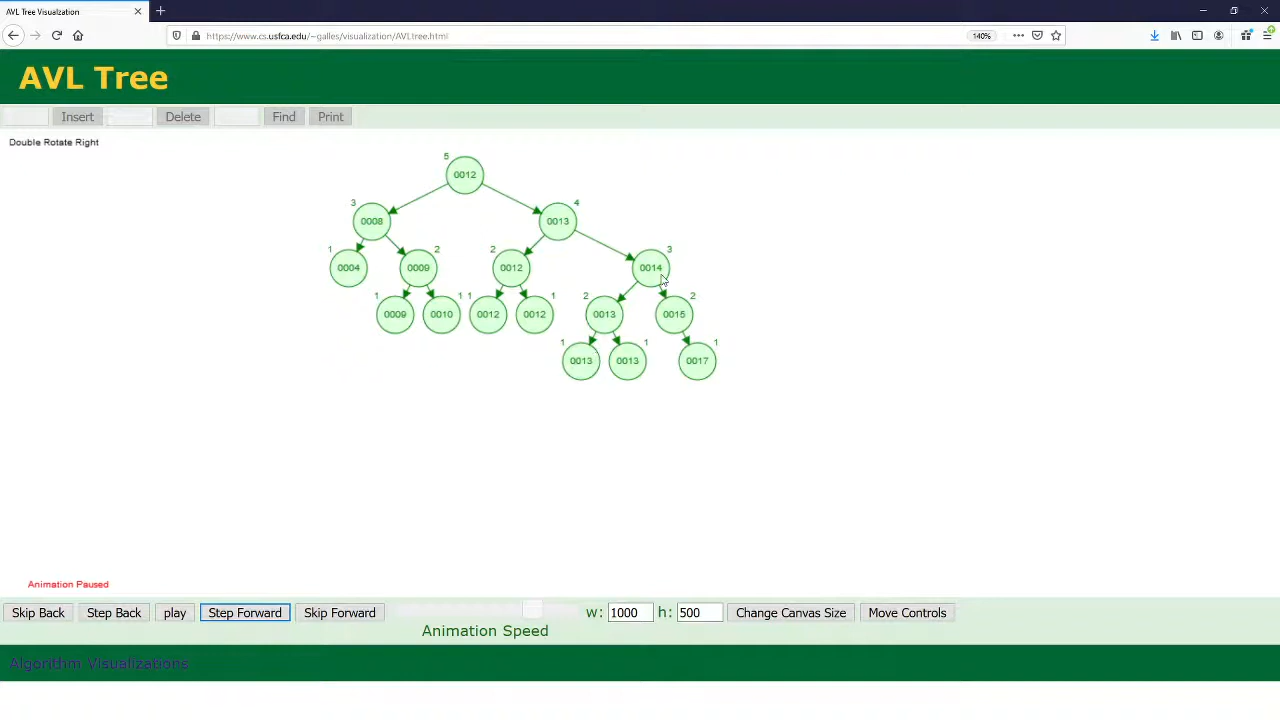 AVL Tree Visualzation
https://www.cs.usfca.edu/~galles/visualization/AVLtree.html
140%
AVL Tree
Insert Delete Find Print
Double Rotate Right
5
0012
3 4
0008 0013
1 2 2 3
0004 0009 0012 0014
1 1 1 1 2 2
0009 0010 0012 0012 0013 0015
1 1 1
0013 0013 0017
Animation Paused
Skip Back Step Back play Step Forward Skip Forward w: 1000 h: 500 Change Canvas Size Move Controls
Animation Speed
Algorithm Visualizations